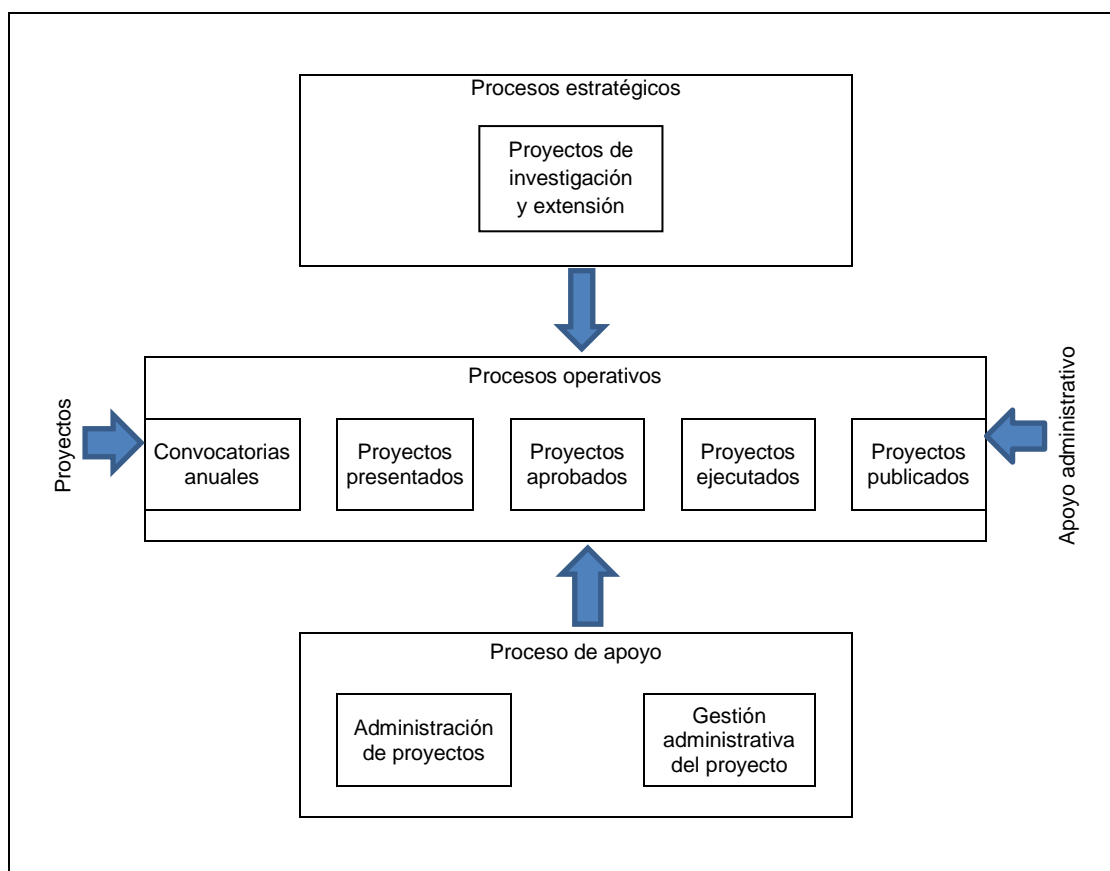 Procesos estratégicos
Proyectos de
investigación
y extensión
Procesos operativos
Proyectos
Convocatorias
anuales
Proyectos
presentados
Proyectos
aprobados
Proyectos
ejecutados
Proyectos
publicados
Apoyo administrativo
Proceso de apoyo
Administración
de proyectos
Gestión
administrativa
del proyecto